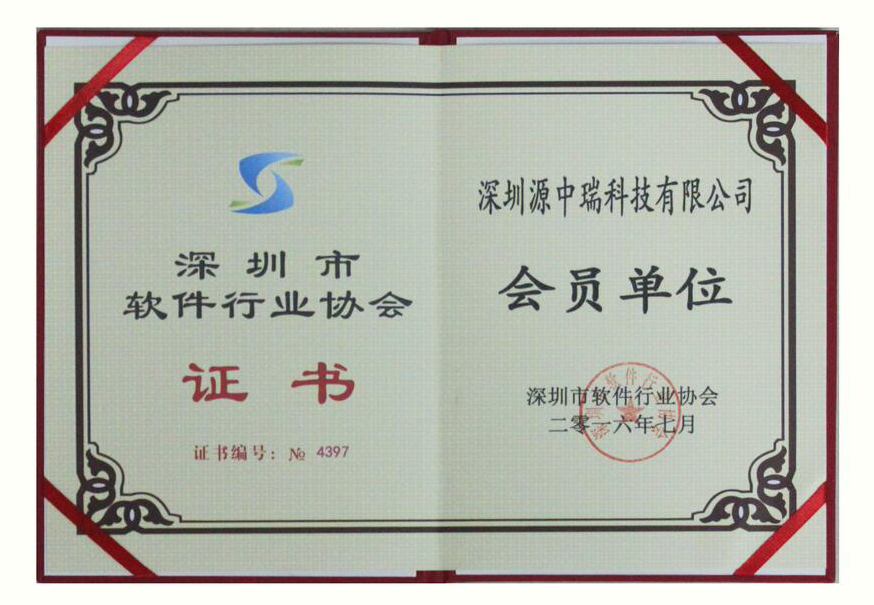 深圳市
软件行业协会
证书
证书编号：№ 4397
深圳源中瑞科技有限公司
会员单位
深圳市软件行业协会
二零一六年七月